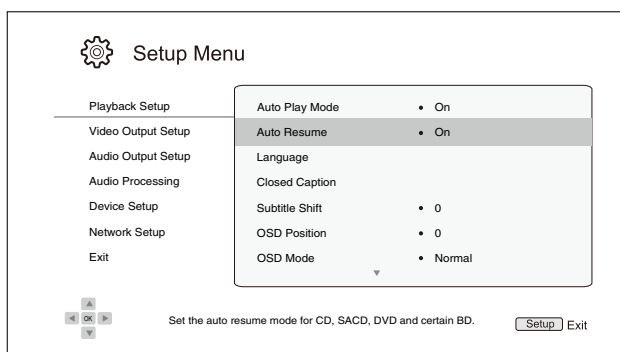 Setup Menu
Playback Setup
Video Output Setup
Audio Output Setup
Audio Processing
Device Setup
Network Setup
Exit
Auto Play Mode • On
Auto Resume • On
Language
Closed Caption
Subtitle Shift • 0
OSD Position • 0
OSD Mode • Normal
OK
Set the auto resume mode for CD, SACD, DVD and certain BD.
Setup Exit